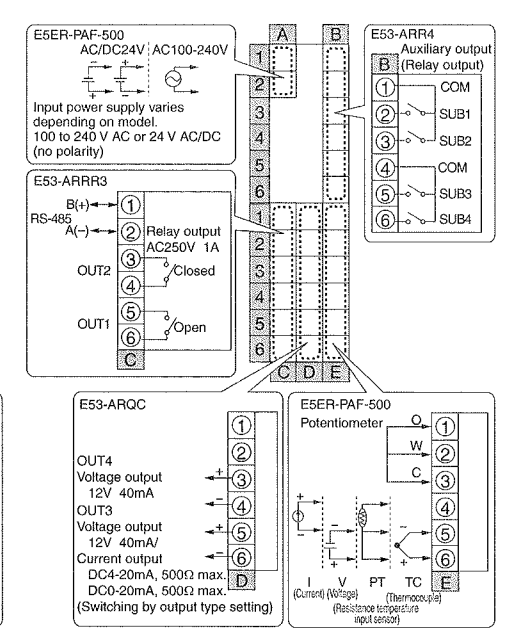 E5ER-PAF-500
AC/DC24V AC100-240V
− + − +
Input power supply varies
depending on model.
100 to 240 V AC or 24 V AC/DC
(no polarity)
A B
1
2
3
4
5
6
1
2
3
4
5
6
C D E
E53-ARR4
Auxiliary output
(Relay output)
B
1 COM
2 SUB1
3 SUB2
4 COM
5 SUB3
6 SUB4
E53-ARRR3
B(+) 1
RS-485
A(−) 2 Relay output
AC250V 1A
OUT2 3 Closed
4
OUT1 5 Open
6
C
E53-ARQC
1
2
OUT4
Voltage output + 3
12V 40mA
OUT3 − 4
Voltage output + 5
12V 40mA/
Current output − 6
DC4-20mA, 500Ω max.
DC0-20mA, 500Ω max. D
(Switching by output type setting)
E5ER-PAF-500
Potentiometer O 1
W 2
C 3
4
+ − − 5
− + + 6
I V PT TC E
(Current) (Voltage) (Thermocouple)
(Resistance temperature
input sensor)